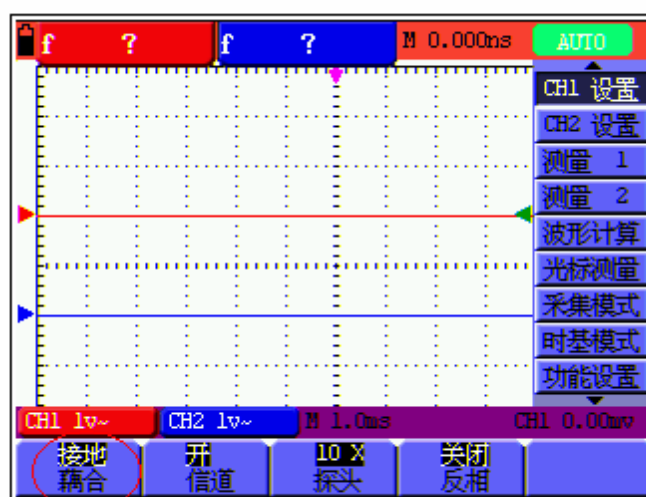 f ? f ? M 0.000ns AUTO
CH1 设置
CH2 设置
测量 1
测量 2
波形计算
光标测量
采集模式
时基模式
功能设置
CH1 1v~ CH2 1v~ M 1.0ms CH1 0.00mv
接地 开 10 X 关闭
藕合 信道 探头 反相